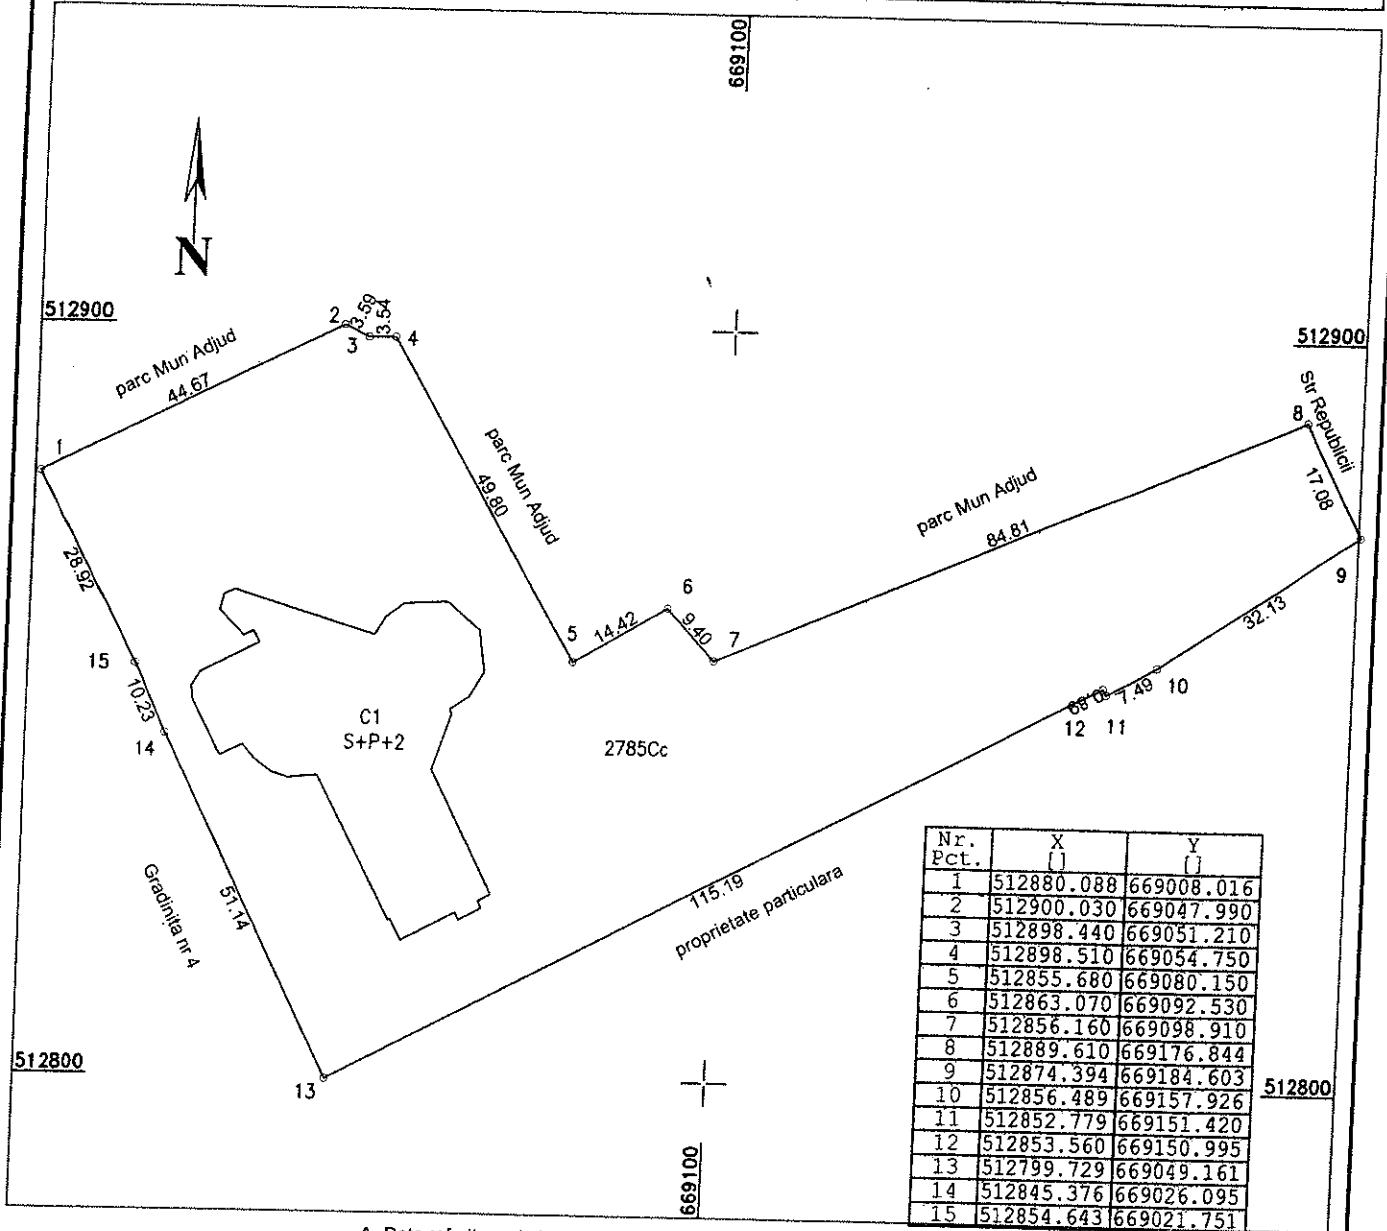 669100
N
512900
512900
2
3.59
3.54
3
4
parc Mun Adjud
44.67
1
Str Republicii
8
17.08
parc Mun Adjud
49.80
parc Mun Adjud
84.81
9
28.92
6
14.42
9.40
5
7
32.13
15
10.23
14
C1
S+P+2
2785Cc
7.49
10
12
11
Gradinița nr 4
51.14
115.19
proprietate particulara
512800
13
669100
512800
Nr. Pct. X [] Y []
1 512880.088 669008.016
2 512900.030 669047.990
3 512898.440 669051.210
4 512898.510 669054.750
5 512855.680 669080.150
6 512863.070 669092.530
7 512856.160 669098.910
8 512889.610 669176.844
9 512874.394 669184.603
10 512856.489 669157.926
11 512852.779 669151.420
12 512853.560 669150.995
13 512799.729 669049.161
14 512845.376 669026.095
15 512854.643 669021.751